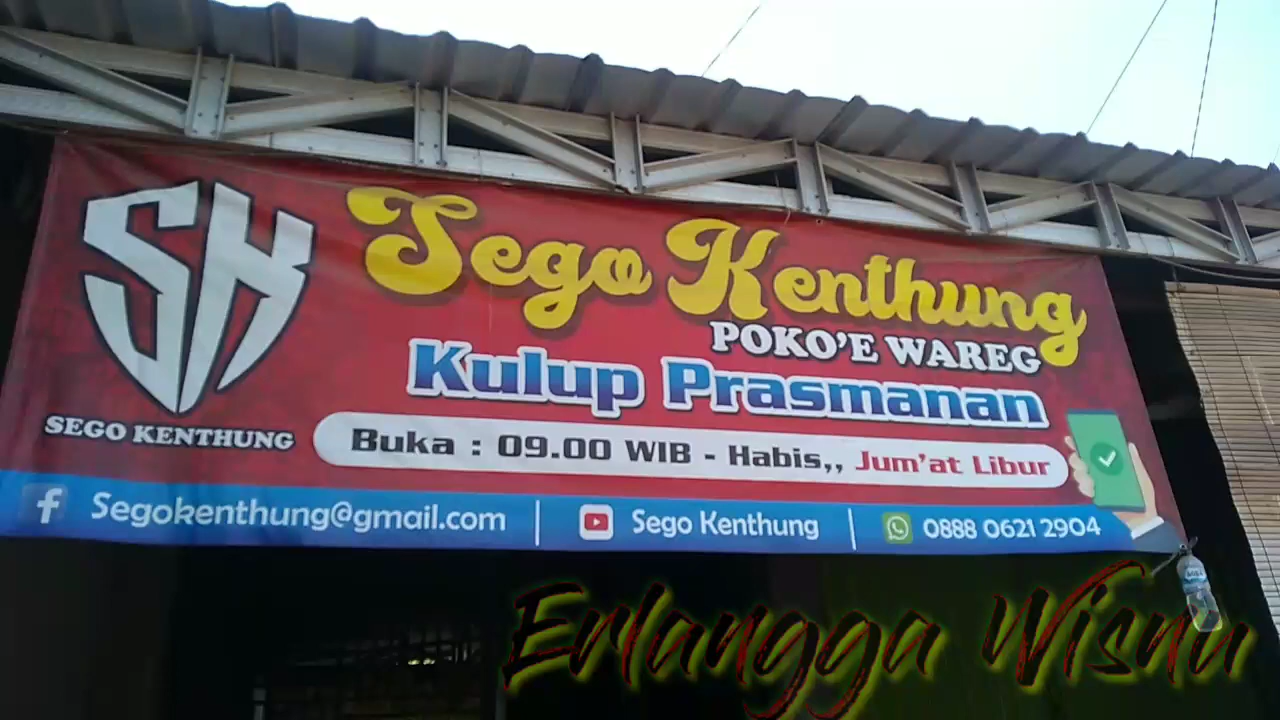 SK
SEGO KENTHUNG
Sego Kenthung
POKO'E WAREG
Kulup Prasmanan
Buka : 09.00 WIB - Habis,, Jum'at Libur
Segokenthung@gmail.com Sego Kenthung 0888 0621 2904
Erlangga Wisnu